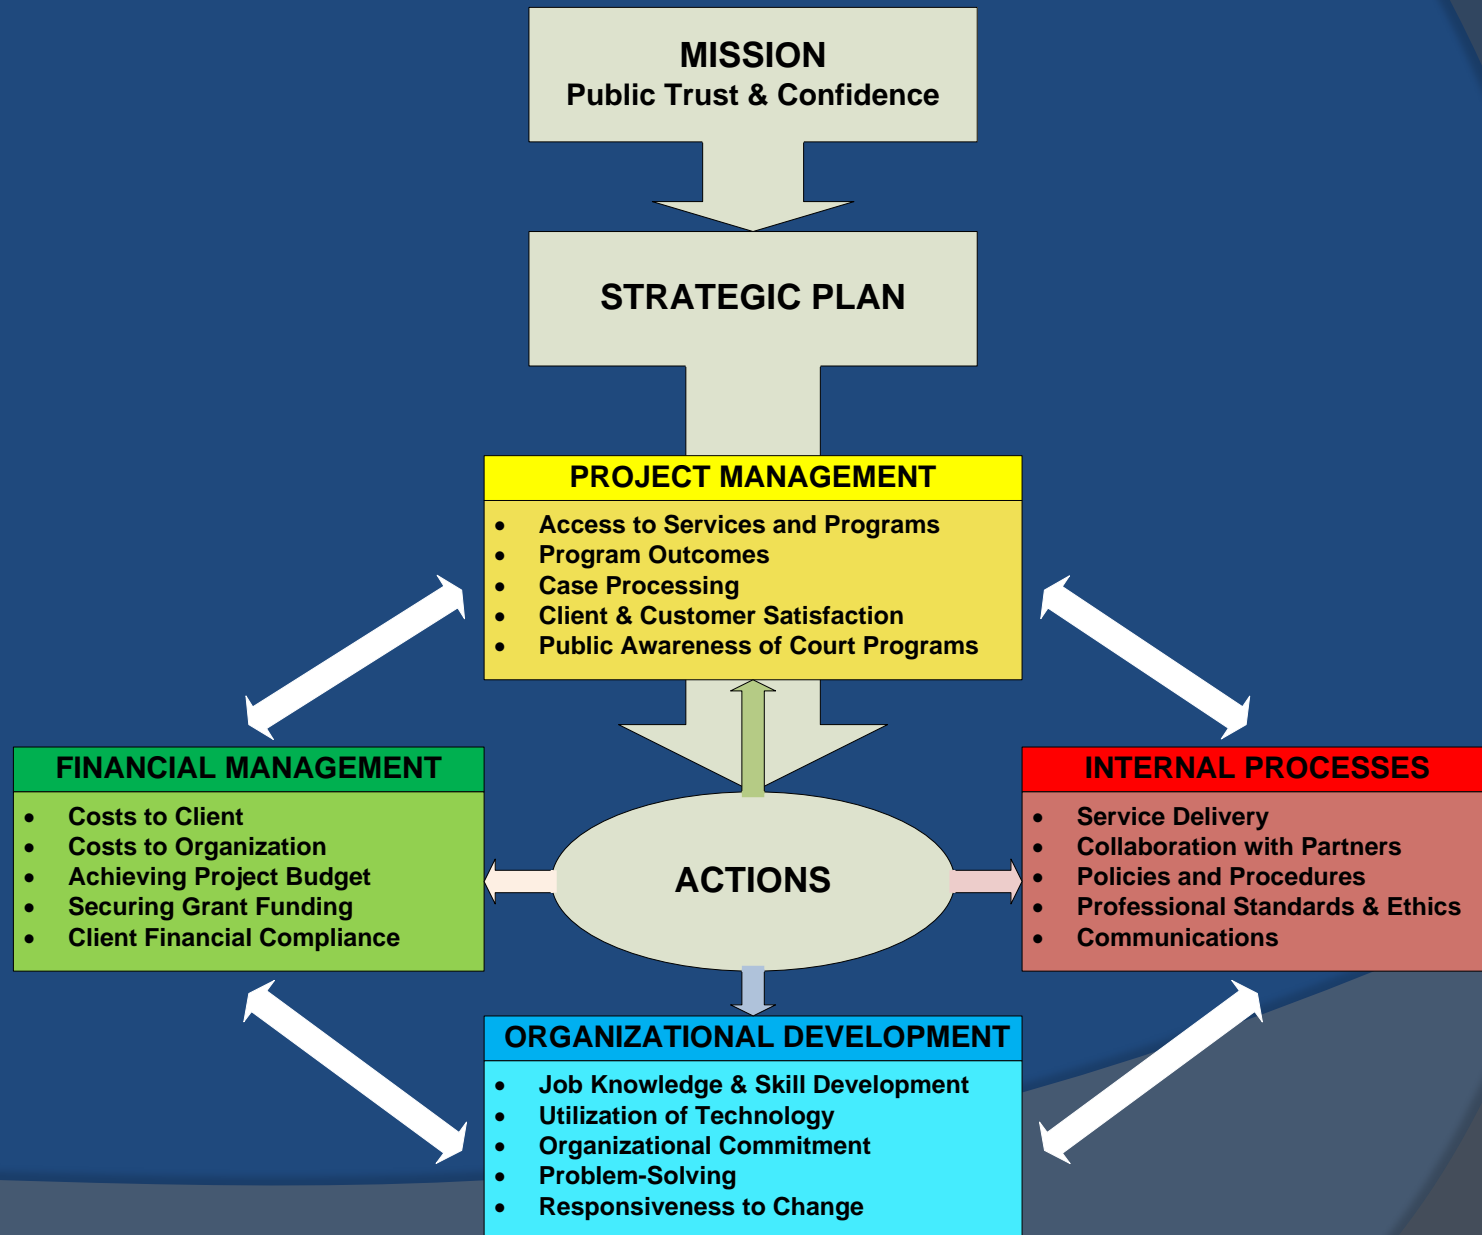 MISSION
Public Trust & Confidence
STRATEGIC PLAN
PROJECT MANAGEMENT
• Access to Services and Programs
• Program Outcomes
• Case Processing
• Client & Customer Satisfaction
• Public Awareness of Court Programs
FINANCIAL MANAGEMENT
• Costs to Client
• Costs to Organization
• Achieving Project Budget
• Securing Grant Funding
• Client Financial Compliance
ACTIONS
INTERNAL PROCESSES
• Service Delivery
• Collaboration with Partners
• Policies and Procedures
• Professional Standards & Ethics
• Communications
ORGANIZATIONAL DEVELOPMENT
• Job Knowledge & Skill Development
• Utilization of Technology
• Organizational Commitment
• Problem-Solving
• Responsiveness to Change